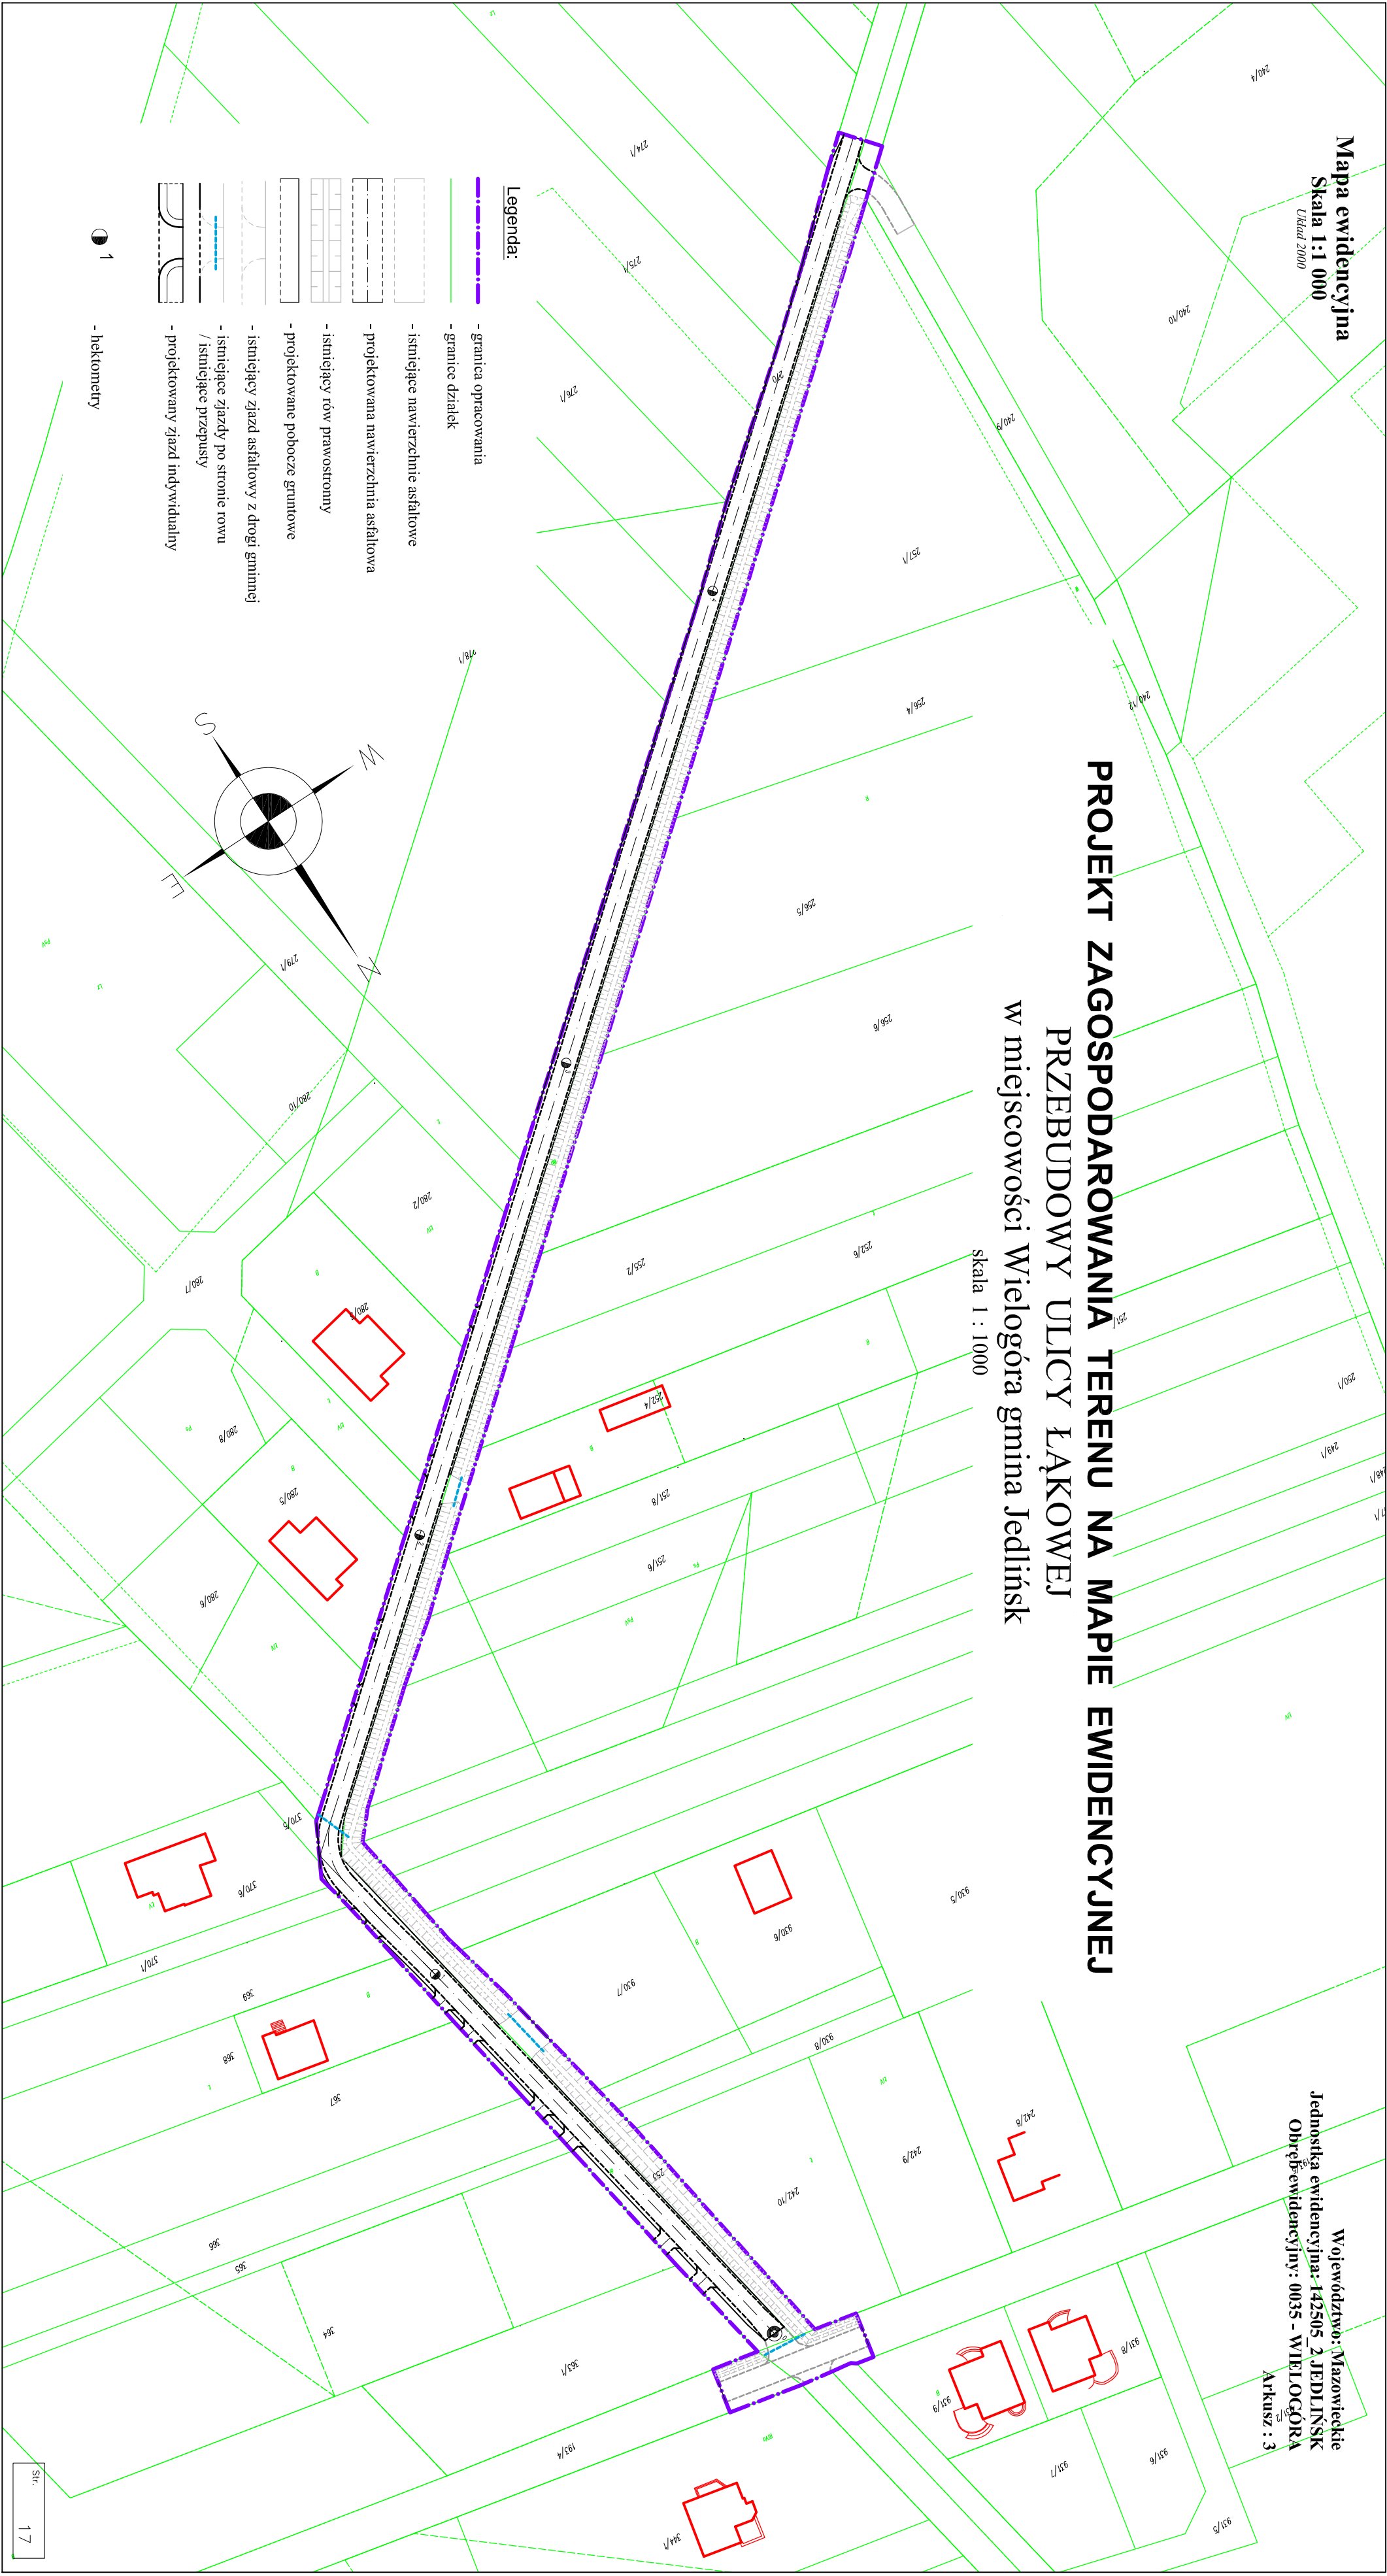 Mapa ewidencyjna
Skala 1:1 000
Układ 2000
Województwo: Mazowieckie
Jednostka ewidencyjna: 142505_2 JEDLIŃSK
Obręb ewidencyjny: 0035 - WIELOGÓRA
Arkusz : 3
PROJEKT ZAGOSPODAROWANIA TERENU NA MAPIE EWIDENCYJNEJ
PRZEBUDOWY ULICY ŁĄKOWEJ
w miejscowości Wielogóra gmina Jedlińsk
skala 1 : 1000
Legenda:
- granica opracowania
- granice działek
- istniejące nawierzchnie asfaltowe
- projektowana nawierzchnia asfaltowa
- istniejący rów prawostronny
- projektowane pobocze gruntowe
- istniejący zjazd asfaltowy z drogi gminnej
- istniejące zjazdy po stronie rowu
/ istniejące przepusty
- projektowany zjazd indywidualny
1
- hektometry
S
W
E
N
240/4
240/10
240/9
240/12
274/1
275/1
276/1
270
257/1
256/4
256/5
256/6
278/1
279/1
280/10
280/2
280/7
280/8
280/5
280/6
255/2
252/6
252/4
251/8
251/6
250/1
249/1
370/5
370/6
370/1
369
368
367
366
365
364
363/1
193/4
344/1
253
930/5
930/6
930/7
930/8
242/8
242/9
242/10
931/8
931/9
931/7
931/6
931/5
Str.
17